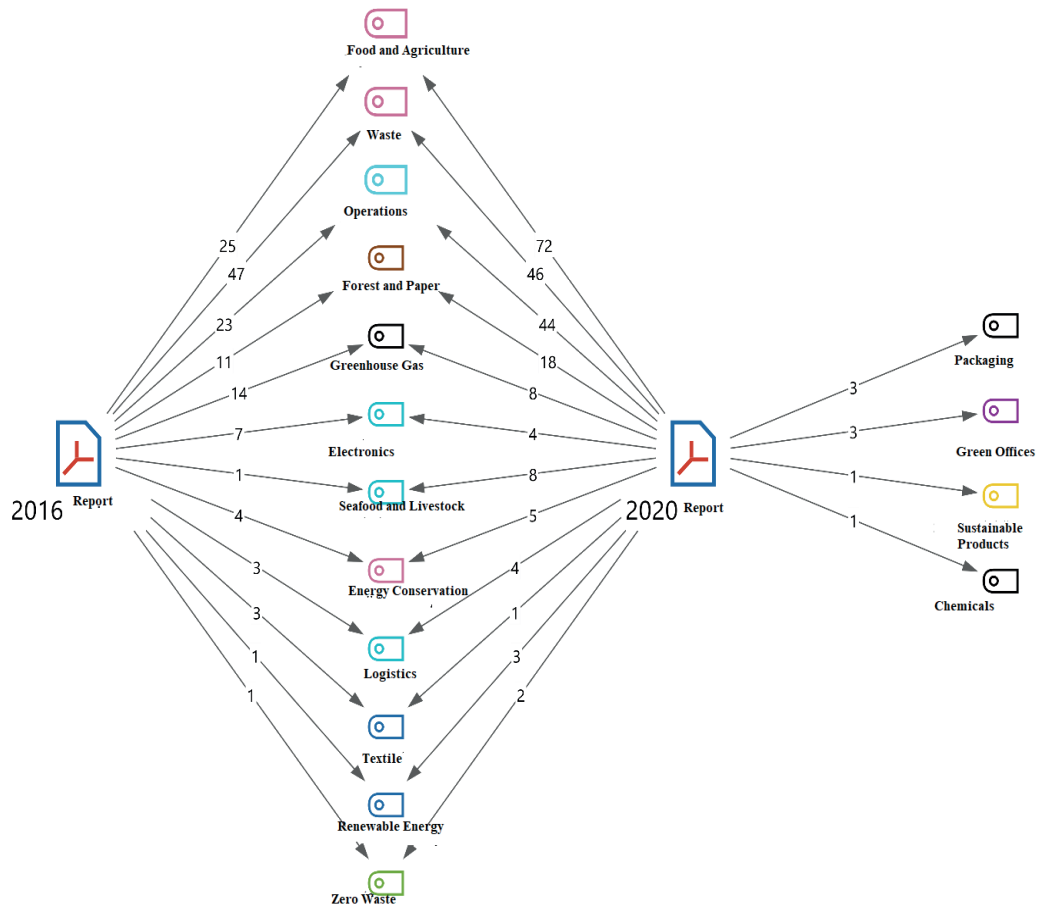 Food and Agriculture
Waste
Operations
25
72
47
46
Forest and Paper
23
44
11
18
Packaging
Greenhouse Gas
14
8
3
7
4
3
Electronics
Green Offices
1
8
1
2016 Report
Seafood and Livestock
2020 Report
4
5
1
Sustainable
Products
3
4
Energy Conservation
Chemicals
3
1
Logistics
1
3
1
2
Textile
Renewable Energy
Zero Waste